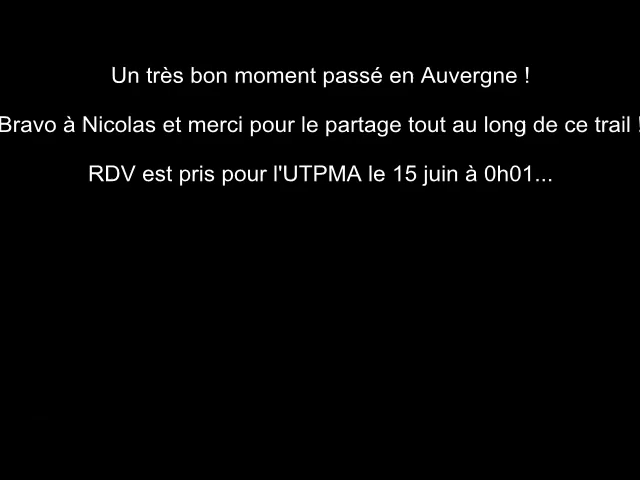 Un très bon moment passé en Auvergne !
Bravo à Nicolas et merci pour le partage tout au long de ce trail !
RDV est pris pour l'UTPMA le 15 juin à 0h01...